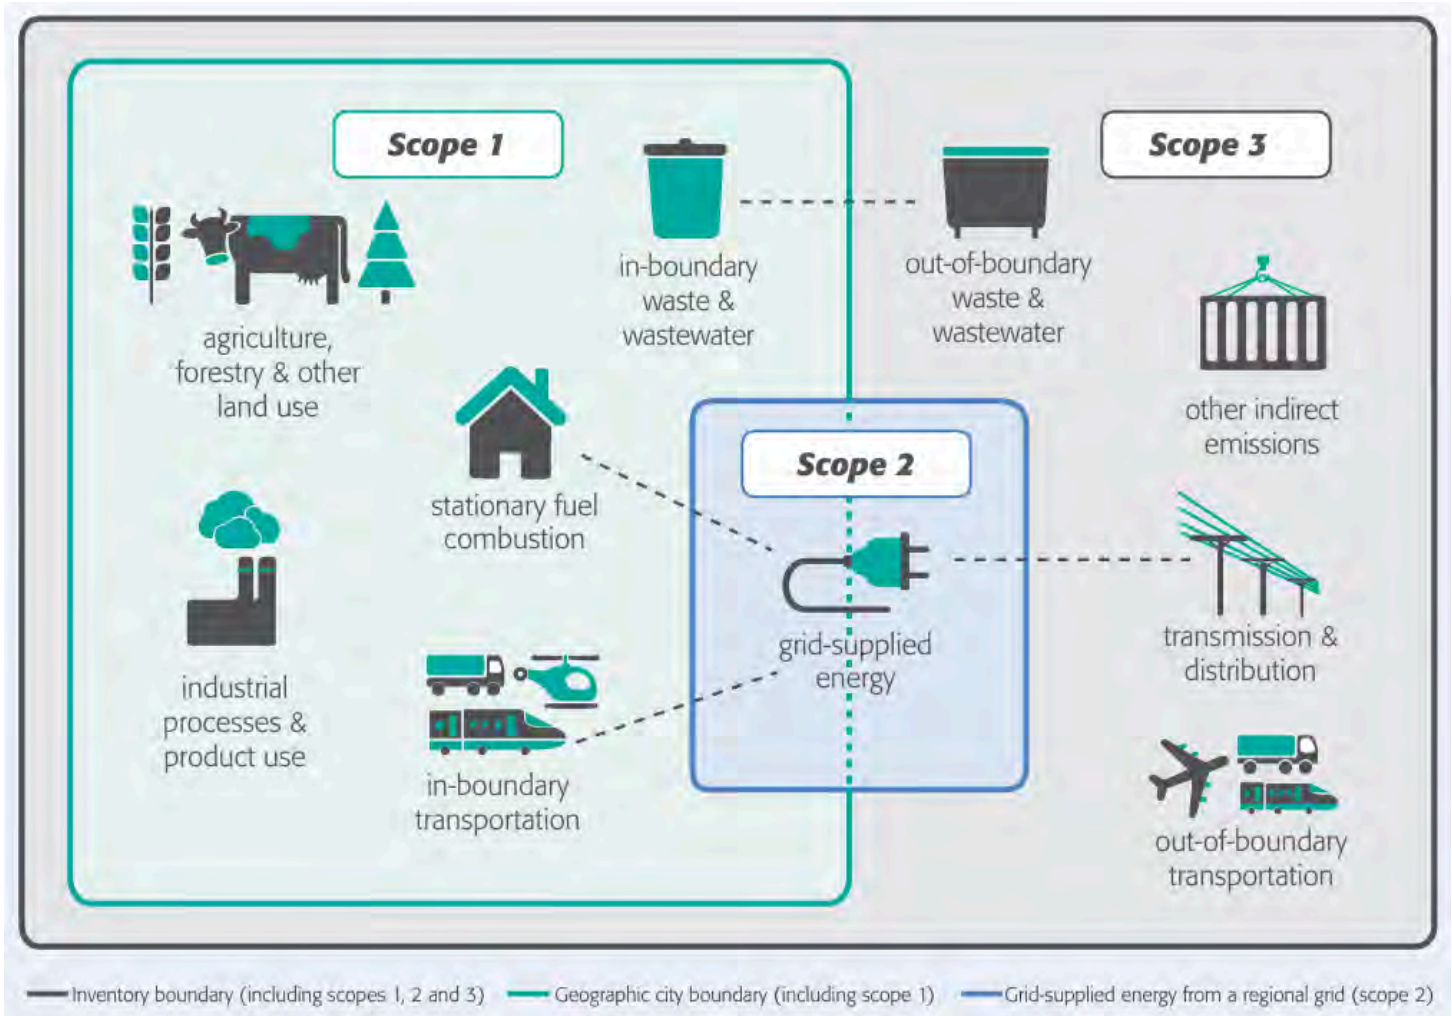 Scope 1
Scope 3
in-boundary
waste &
wastewater
out-of-boundary
waste &
wastewater
agriculture,
forestry & other
land use
other indirect
emissions
Scope 2
stationary fuel
combustion
grid-supplied
energy
transmission &
distribution
industrial
processes &
product use
in-boundary
transportation
out-of-boundary
transportation
Inventory boundary (including scopes 1, 2 and 3)
Geographic city boundary (including scope 1)
Grid-supplied energy from a regional grid (scope 2)